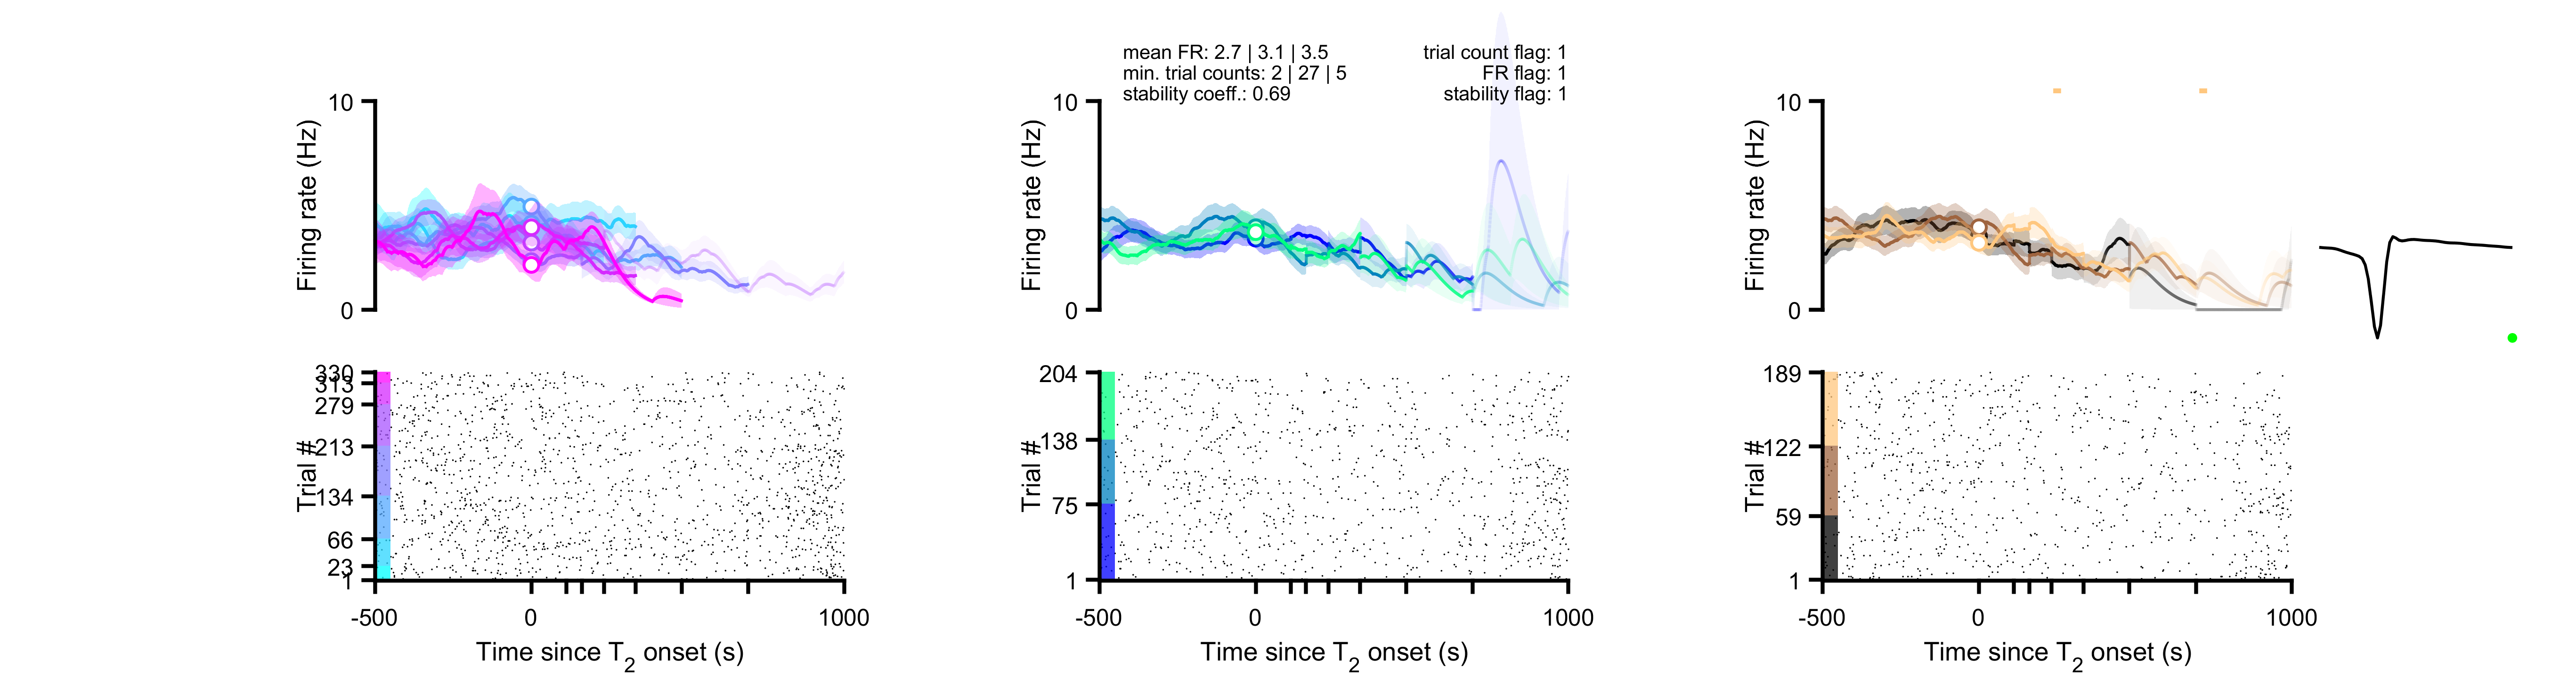 mean FR: 2.7 | 3.1 | 3.5
min. trial counts: 2 | 27 | 5
stability coeff.: 0.69
trial count flag: 1
FR flag: 1
stability flag: 1
Firing rate (Hz)
10
0
Firing rate (Hz)
10
0
Firing rate (Hz)
10
0
Trial #
330
313
279
213
134
66
23
1
-500
0
1000
Time since T2 onset (s)
Trial #
204
138
75
1
-500
0
1000
Time since T2 onset (s)
Trial #
189
122
59
1
-500
0
1000
Time since T2 onset (s)